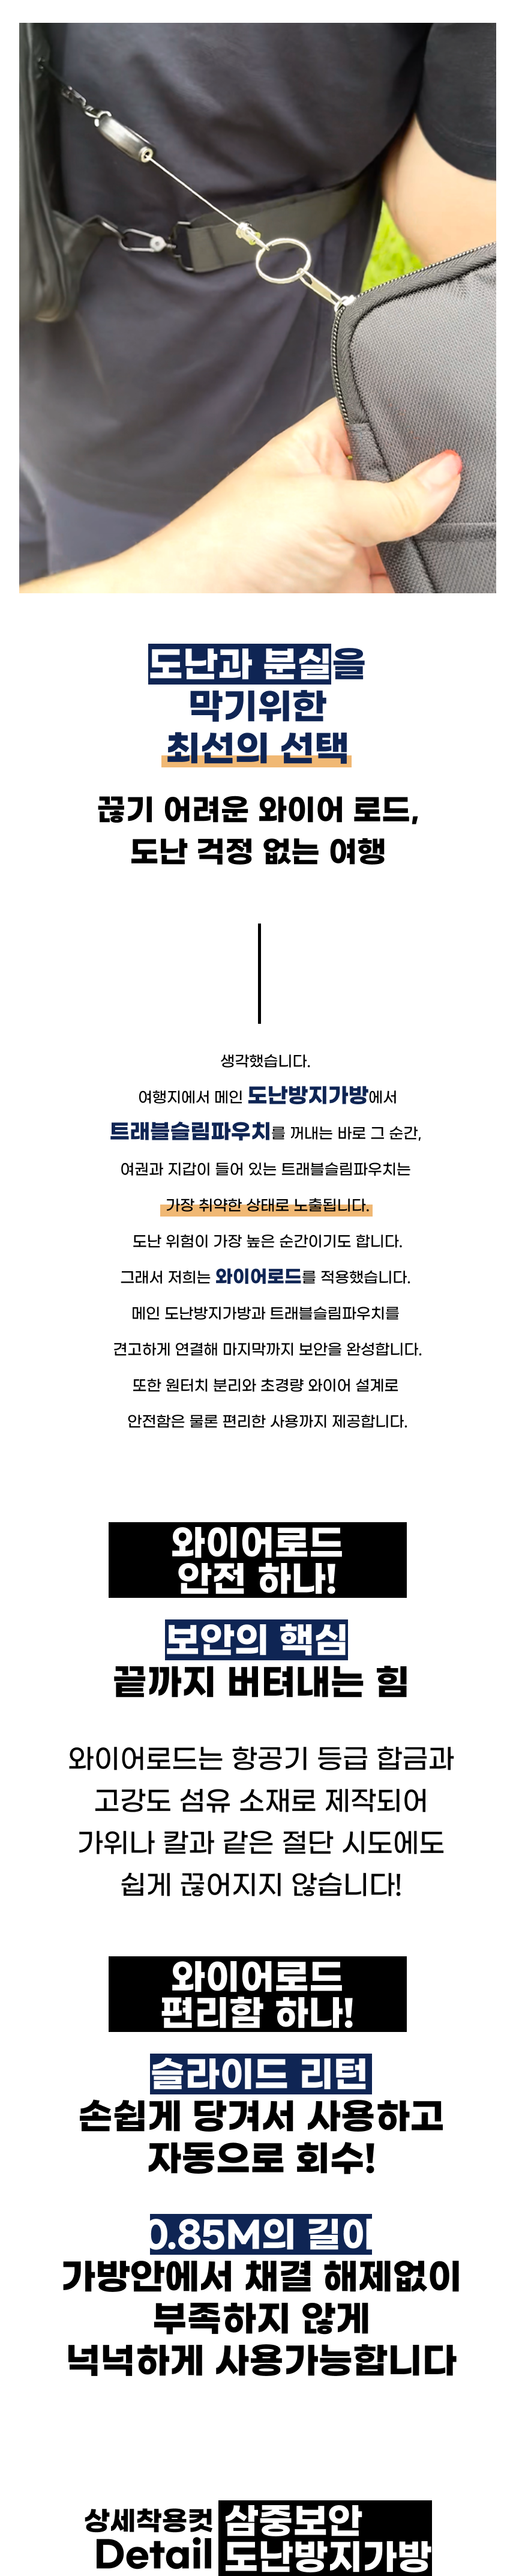 도난과 분실을
막기위한
최선의 선택
끊기 어려운 와이어 로드,
도난 걱정 없는 여행
생각했습니다.
여행지에서 메인 도난방지가방에서
트래블슬림파우치를 꺼내는 바로 그 순간,
여권과 지갑이 들어 있는 트래블슬림파우치는
가장 취약한 상태로 노출됩니다.
도난 위험이 가장 높은 순간이기도 합니다.
그래서 저희는 와이어로드를 적용했습니다.
메인 도난방지가방과 트래블슬림파우치를
견고하게 연결해 마지막까지 보안을 완성합니다.
또한 원터치 분리와 초경량 와이어 설계로
안전함은 물론 편리한 사용까지 제공합니다.
와이어로드
안전 하나!
보안의 핵심
끝까지 버텨내는 힘
와이어로드는 항공기 등급 합금과
고강도 섬유 소재로 제작되어
가위나 칼과 같은 절단 시도에도
쉽게 끊어지지 않습니다!
와이어로드
편리함 하나!
슬라이드 리턴
손쉽게 당겨서 사용하고
자동으로 회수!
0.85M의 길이
가방안에서 채결 해제없이
부족하지 않게
넉넉하게 사용가능합니다
상세착용컷 삼중보안
Detail 도난방지가방